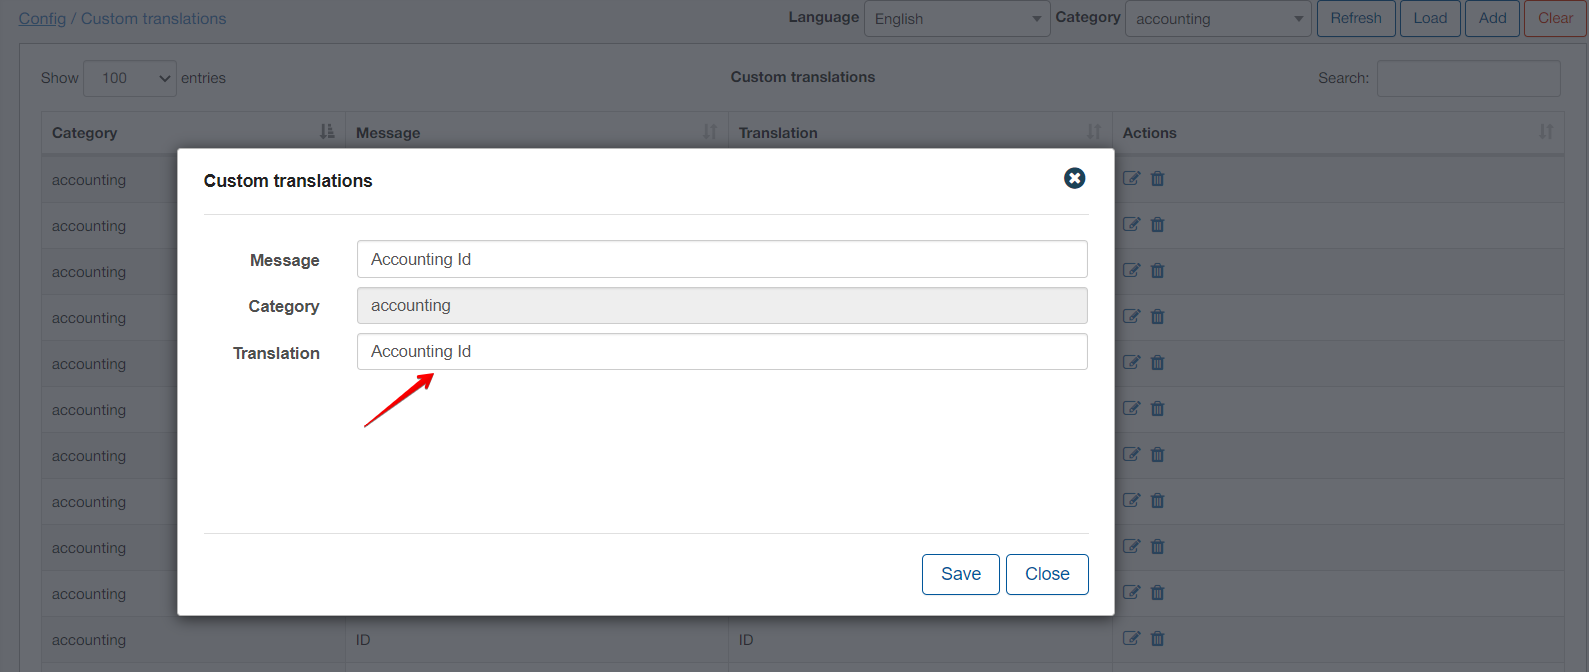 Config / Custom translations
Language English Category accounting Refresh Load Add Clear
Show 100 entries Custom translations Search:
Category Message Translation Actions
Custom translations
Message Accounting Id
Category accounting
Translation Accounting Id
Save Close
accounting
accounting
accounting
accounting
accounting
accounting
accounting
accounting
accounting
accounting
accounting ID ID